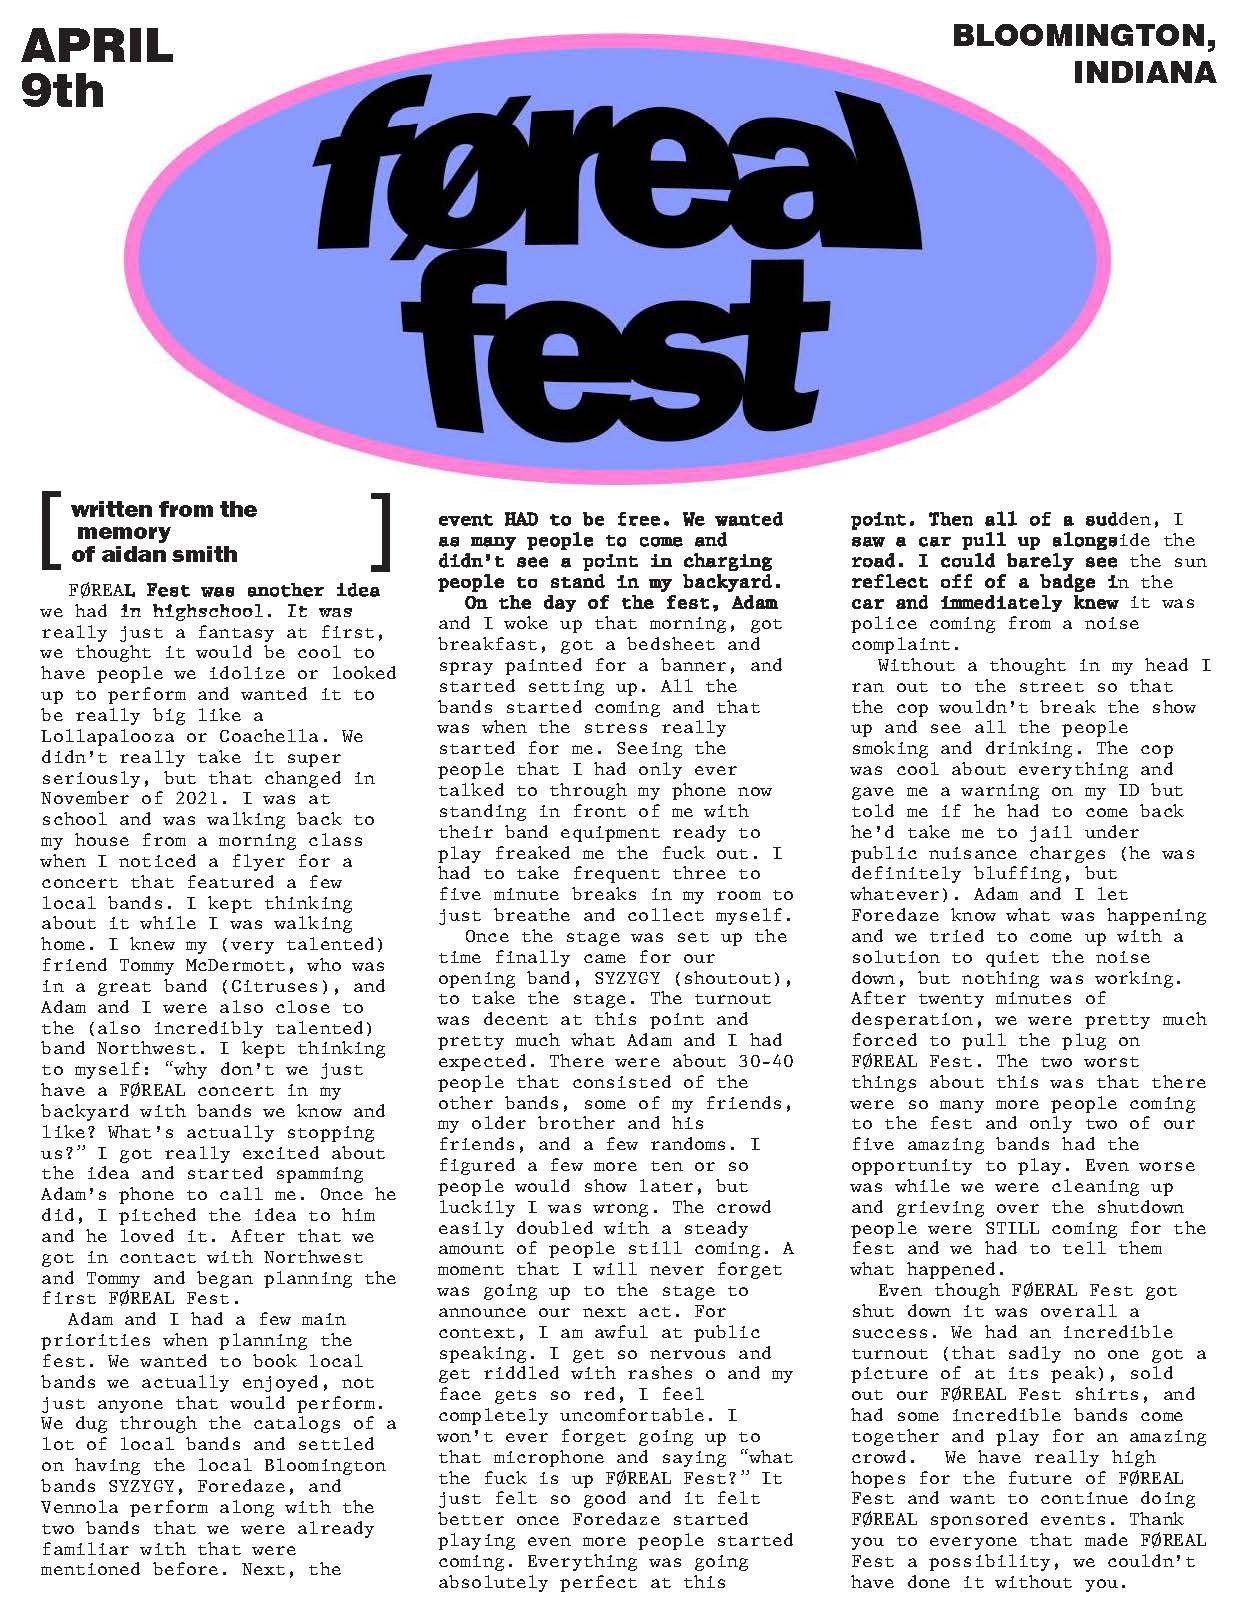 APRIL
9th
BLOOMINGTON,
INDIANA
føreal
fest
[written from the
memory
of aidan smith]
FØREAL Fest was another idea
we had in highschool. It was
really just a fantasy at first,
we thought it would be cool to
have people we idolize or looked
up to perform and wanted it to
be really big like a
Lollapalooza or Coachella. We
didn't really take it super
seriously, but that changed in
November of 2021. I was at
school and was walking back to
my house from a morning class
when I noticed a flyer for a
concert that featured a few
local bands. I kept thinking
about it while I was walking
home. I knew my (very talented)
friend Tommy McDermott, who was
in a great band (Citruses), and
Adam and I were also close to
the (also incredibly talented)
band Northwest. I kept thinking
to myself: “why don't we just
have a FØREAL concert in my
backyard with bands we know and
like? What's actually stopping
us?” I got really excited about
the idea and started spamming
Adam's phone to call me. Once he
did, I pitched the idea to him
and he loved it. After that we
got in contact with Northwest
and Tommy and began planning the
first FØREAL Fest.
Adam and I had a few main
priorities when planning the
fest. We wanted to book local
bands we actually enjoyed, not
just anyone that would perform.
We dug through the catalogs of a
lot of local bands and settled
on having the local Bloomington
bands SYZYGY, Foredaze, and
Vennola perform along with the
two bands that we were already
familiar with that were
mentioned before. Next, the
event HAD to be free. We wanted
as many people to come and
didn't see a point in charging
people to stand in my backyard.
On the day of the fest, Adam
and I woke up that morning, got
breakfast, got a bedsheet and
spray painted for a banner, and
started setting up. All the
bands started coming and that
was when the stress really
started for me. Seeing the
people that I had only ever
talked to through my phone now
standing in front of me with
their band equipment ready to
play freaked me the fuck out. I
had to take frequent three to
five minute breaks in my room to
just breathe and collect myself.
Once the stage was set up the
time finally came for our
opening band, SYZYGY (shoutout),
to take the stage. The turnout
was decent at this point and
pretty much what Adam and I had
expected. There were about 30-40
people that consisted of the
other bands, some of my friends,
my older brother and his
friends, and a few randoms. I
figured a few more ten or so
people would show later, but
luckily I was wrong. The crowd
easily doubled with a steady
amount of people still coming. A
moment that I will never forget
was going up to the stage to
announce our next act. For
context, I am awful at public
speaking. I get so nervous and
get riddled with rashes o and my
face gets so red, I feel
completely uncomfortable. I
won't ever forget going up to
that microphone and saying “what
the fuck is up FØREAL Fest?” It
just felt so good and it felt
better once Foredaze started
playing even more people started
coming. Everything was going
absolutely perfect at this
point. Then all of a sudden, I
saw a car pull up alongside the
road. I could barely see the sun
reflect off of a badge in the
car and immediately knew it was
police coming from a noise
complaint.
Without a thought in my head I
ran out to the street so that
the cop wouldn't break the show
up and see all the people
smoking and drinking. The cop
was cool about everything and
gave me a warning on my ID but
told me if he had to come back
he'd take me to jail under
public nuisance charges (he was
definitely bluffing, but
whatever). Adam and I let
Foredaze know what was happening
and we tried to come up with a
solution to quiet the noise
down, but nothing was working.
After twenty minutes of
desperation, we were pretty much
forced to pull the plug on
FØREAL Fest. The two worst
things about this was that there
were so many more people coming
to the fest and only two of our
five amazing bands had the
opportunity to play. Even worse
was while we were cleaning up
and grieving over the shutdown
people were STILL coming for the
fest and we had to tell them
what happened.
Even though FØERAL Fest got
shut down it was overall a
success. We had an incredible
turnout (that sadly no one got a
picture of at its peak), sold
out our FØREAL Fest shirts, and
had some incredible bands come
together and play for an amazing
crowd.  We have really high
hopes for the future of FØREAL
Fest and want to continue doing
FØREAL sponsored events. Thank
you to everyone that made FØREAL
Fest a possibility, we couldn't
have done it without you.